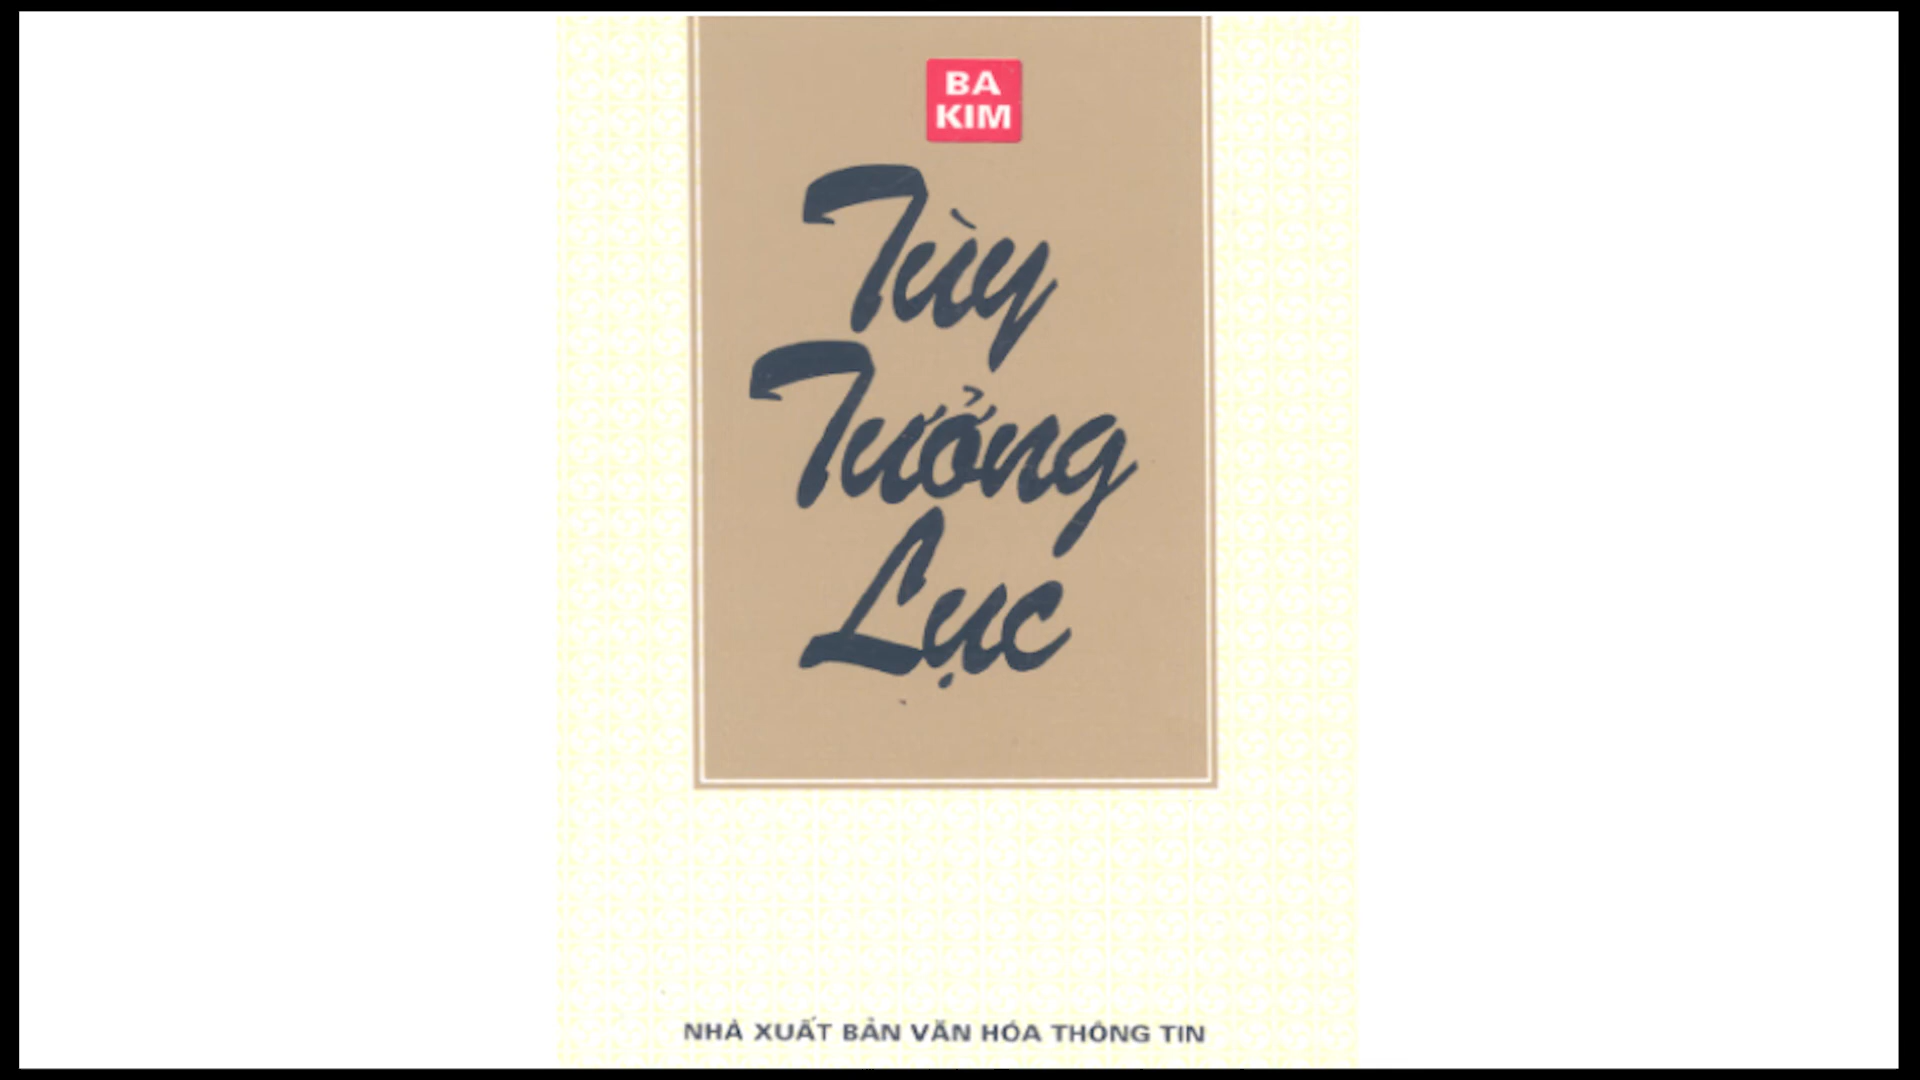 BA
KIM
Tùy
Tưởng
Lục
NHÀ XUẤT BẢN VĂN HÓA THÔNG TIN